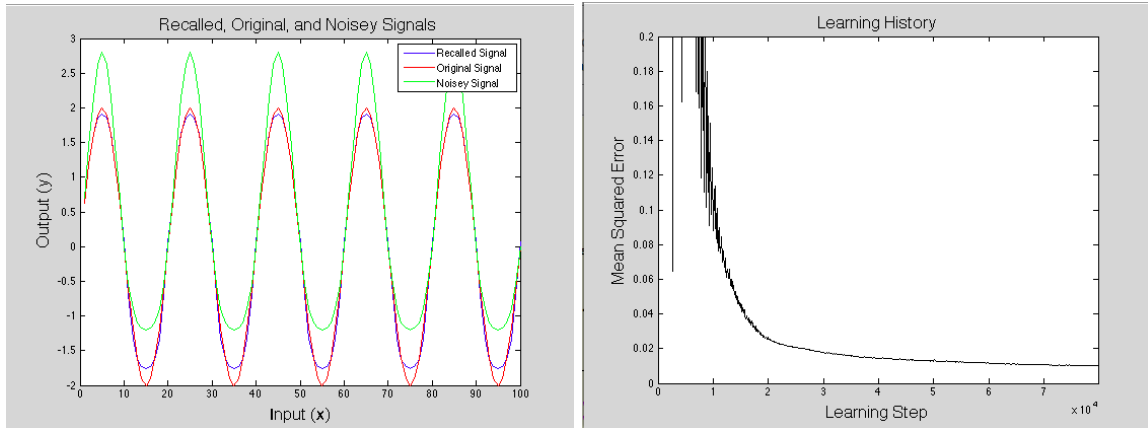 Recalled, Original, and Noisey Signals
3
2.5
2
1.5
1
0.5
0
-0.5
-1
-1.5
-2
Output (y)
Recalled Signal
Original Signal
Noisey Signal
0 10 20 30 40 50 60 70 80 90 100
Input (x)
Learning History
0.2
0.18
0.16
0.14
0.12
0.1
0.08
0.06
0.04
0.02
0
Mean Squared Error
0 1 2 3 4 5 6 7
x 10^4
Learning Step